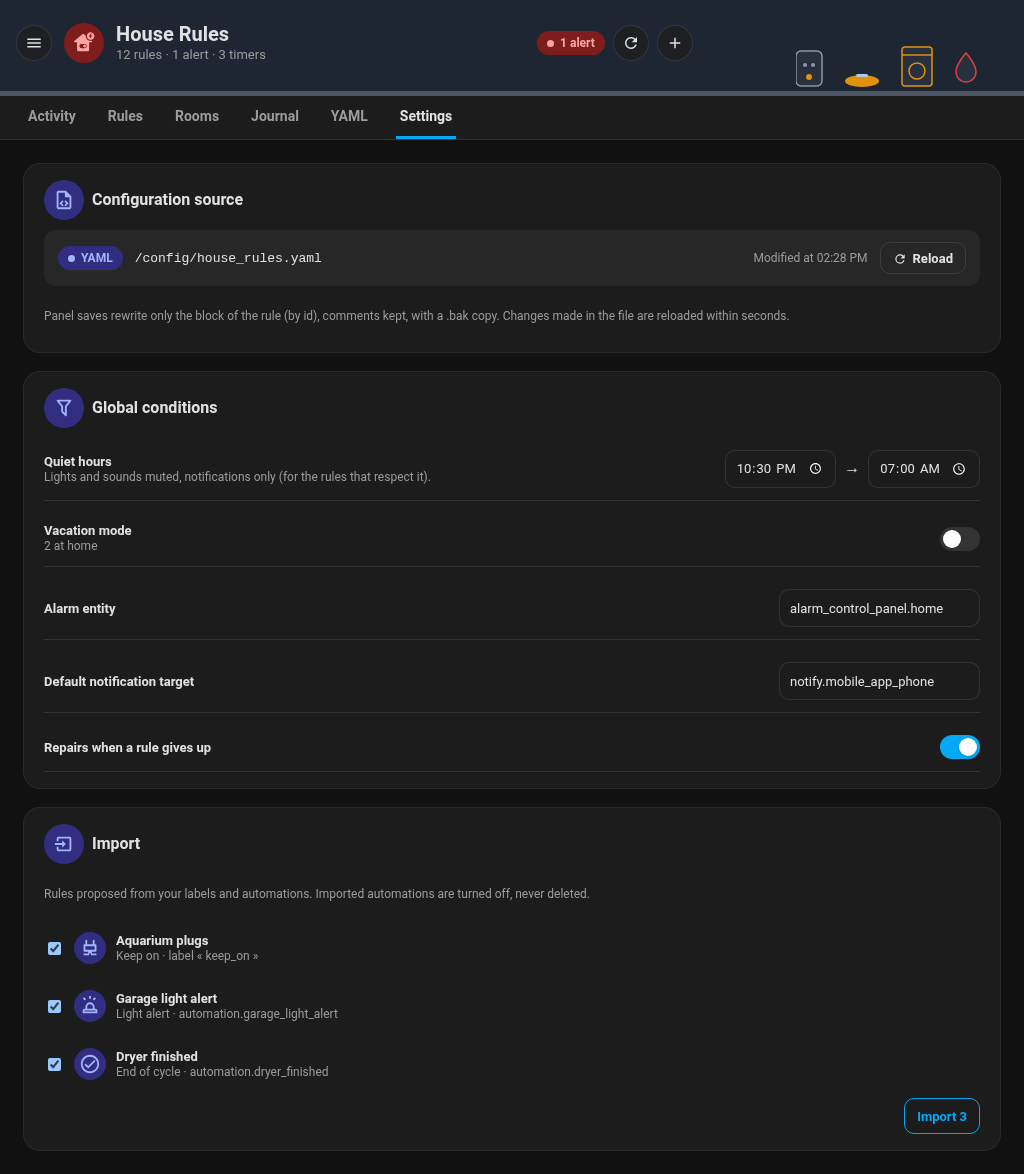 House Rules
12 rules · 1 alert · 3 timers
1 alert
Activity
Rules
Rooms
Journal
YAML
Settings
Configuration source
YAML
/config/house_rules.yaml
Modified at 02:28 PM
Reload
Panel saves rewrite only the block of the rule (by id), comments kept, with a .bak copy. Changes made in the file are reloaded within seconds.
Global conditions
Quiet hours
Lights and sounds muted, notifications only (for the rules that respect it).
10:30 PM → 07:00 AM
Vacation mode
2 at home
Alarm entity
alarm_control_panel.home
Default notification target
notify.mobile_app_phone
Repairs when a rule gives up
Import
Rules proposed from your labels and automations. Imported automations are turned off, never deleted.
Aquarium plugs
Keep on · label « keep_on »
Garage light alert
Light alert · automation.garage_light_alert
Dryer finished
End of cycle · automation.dryer_finished
Import 3